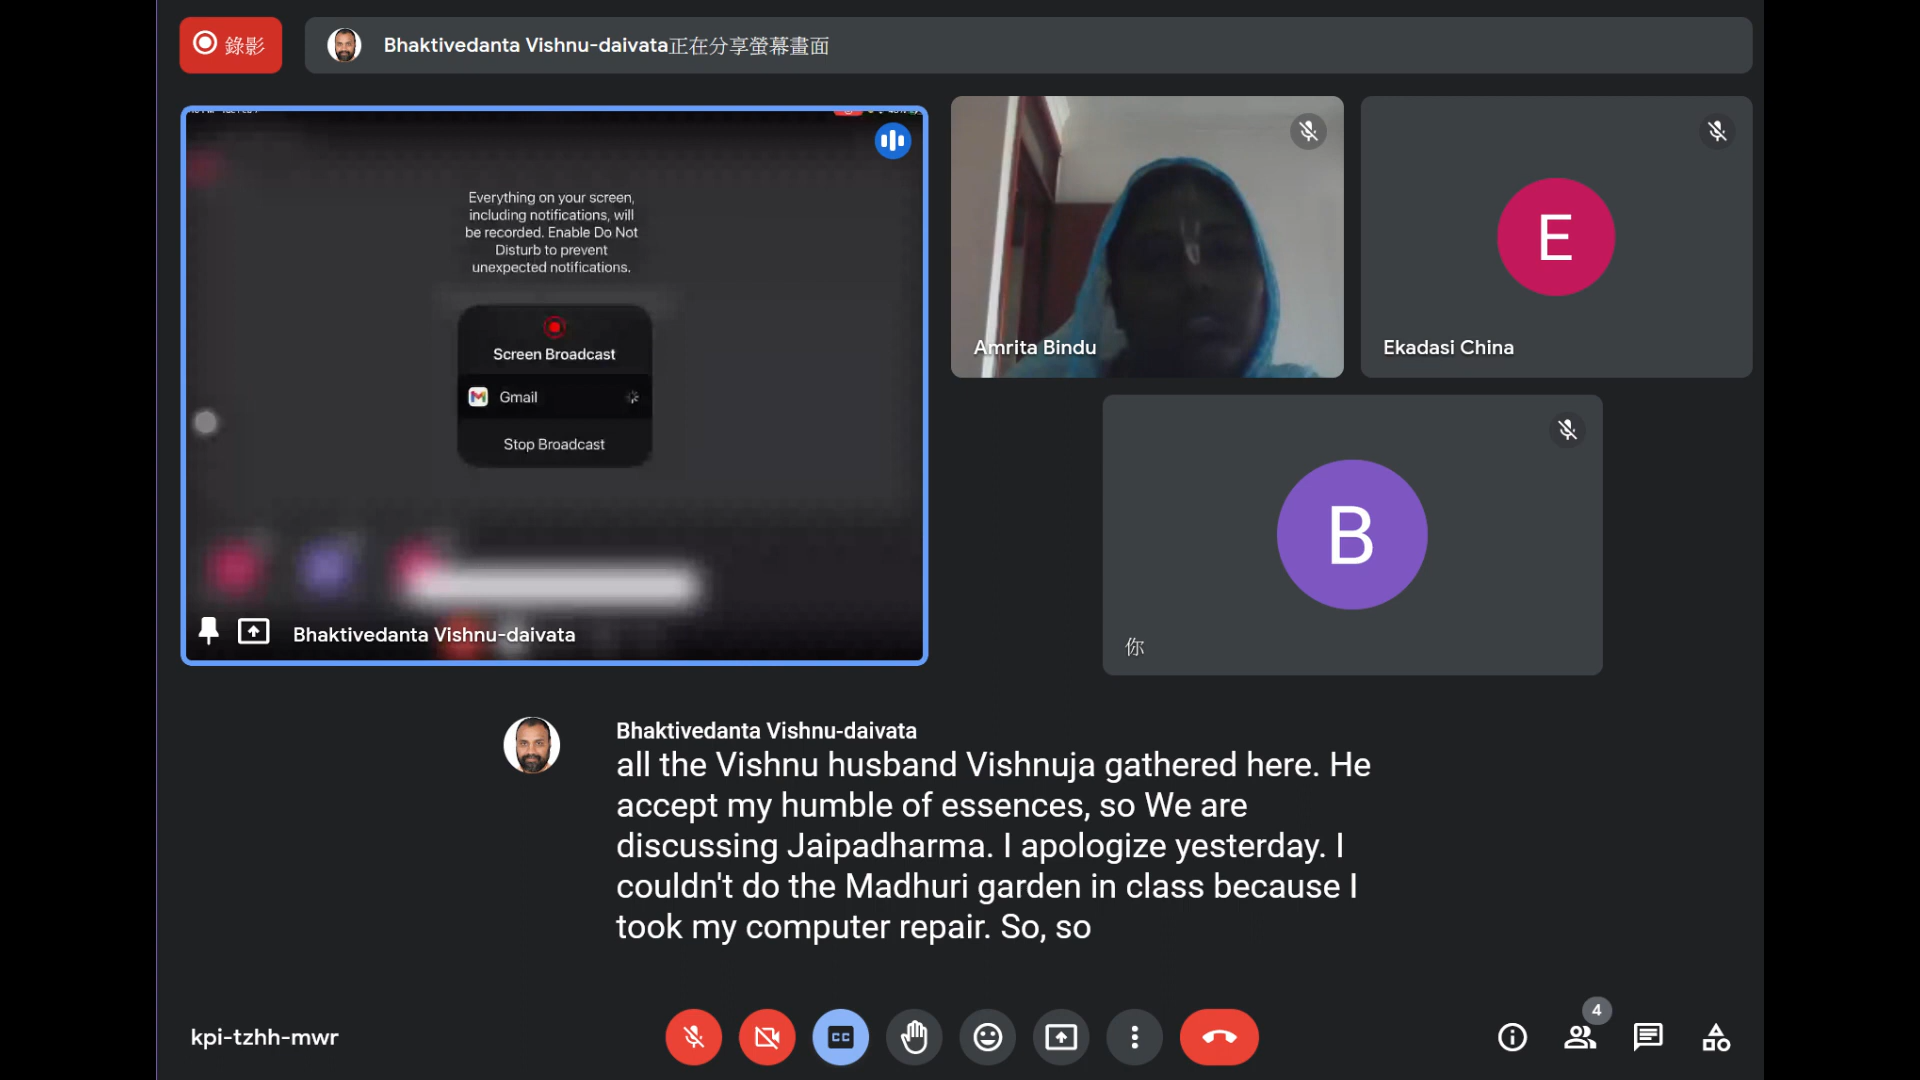 錄影
Bhaktivedanta Vishnu-daivata正在分享螢幕畫面
Everything on your screen,
including notifications, will
be recorded. Enable Do Not
Disturb to prevent
unexpected notifications.
Screen Broadcast
Gmail
Stop Broadcast
Bhaktivedanta Vishnu-daivata
Amrita Bindu
E
Ekadasi China
B
你
Bhaktivedanta Vishnu-daivata
all the Vishnu husband Vishnuja gathered here. He
accept my humble of essences, so We are
discussing Jaipadharma. I apologize yesterday. I
couldn't do the Madhuri garden in class because I
took my computer repair. So, so
kpi-tzhh-mwr
CC
4